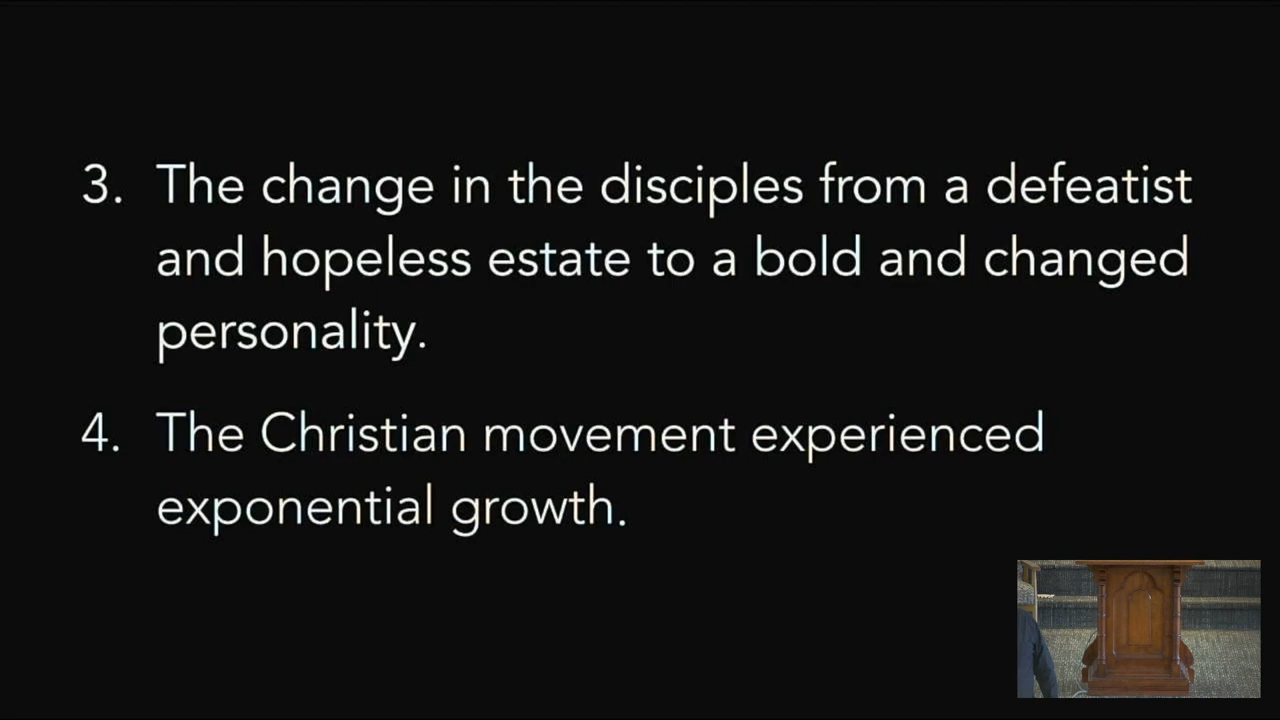 3. The change in the disciples from a defeatist
and hopeless estate to a bold and changed
personality.
4. The Christian movement experienced
exponential growth.